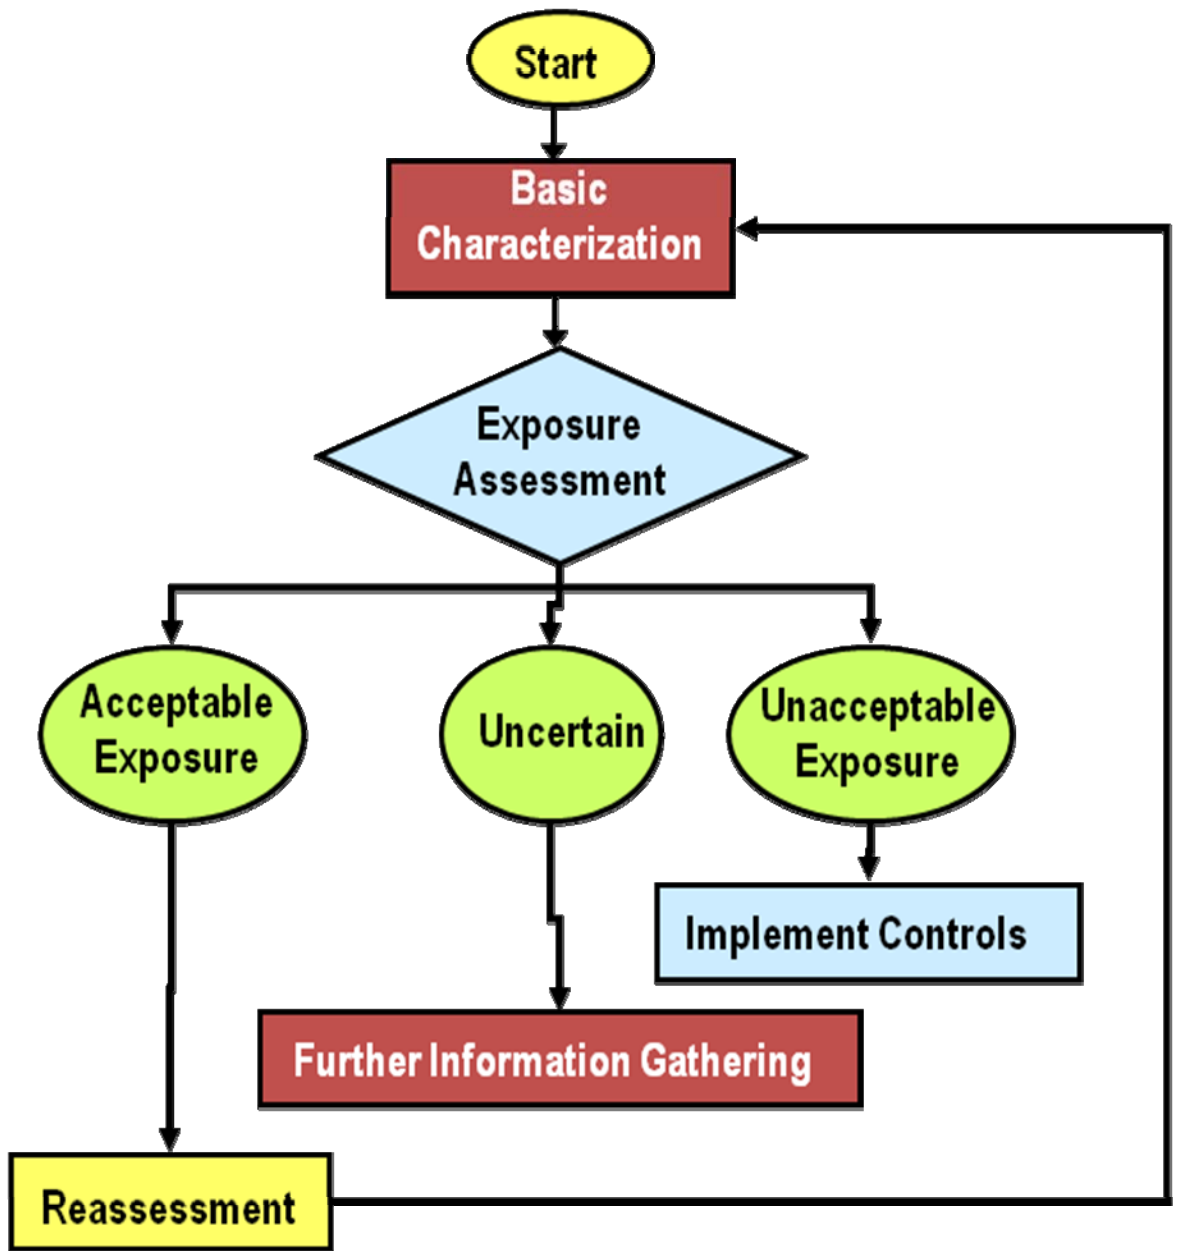 Start
Basic
Characterization
Exposure
Assessment
Acceptable
Exposure
Uncertain
Unacceptable
Exposure
Implement Controls
Further Information Gathering
Reassessment